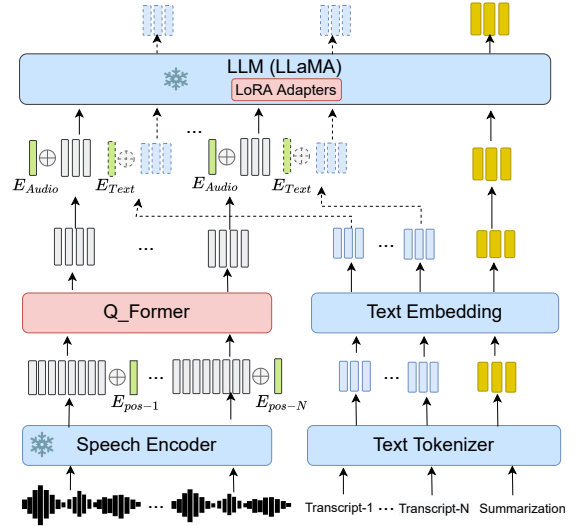 LLM (LLaMA)
LoRA Adapters
...
...
E_Audio E_Text E_Audio E_Text
... ...
Q_Former Text Embedding
... ...
E_pos-1 E_pos-N
Speech Encoder Text Tokenizer
... Transcript-1 ... Transcript-N Summarization